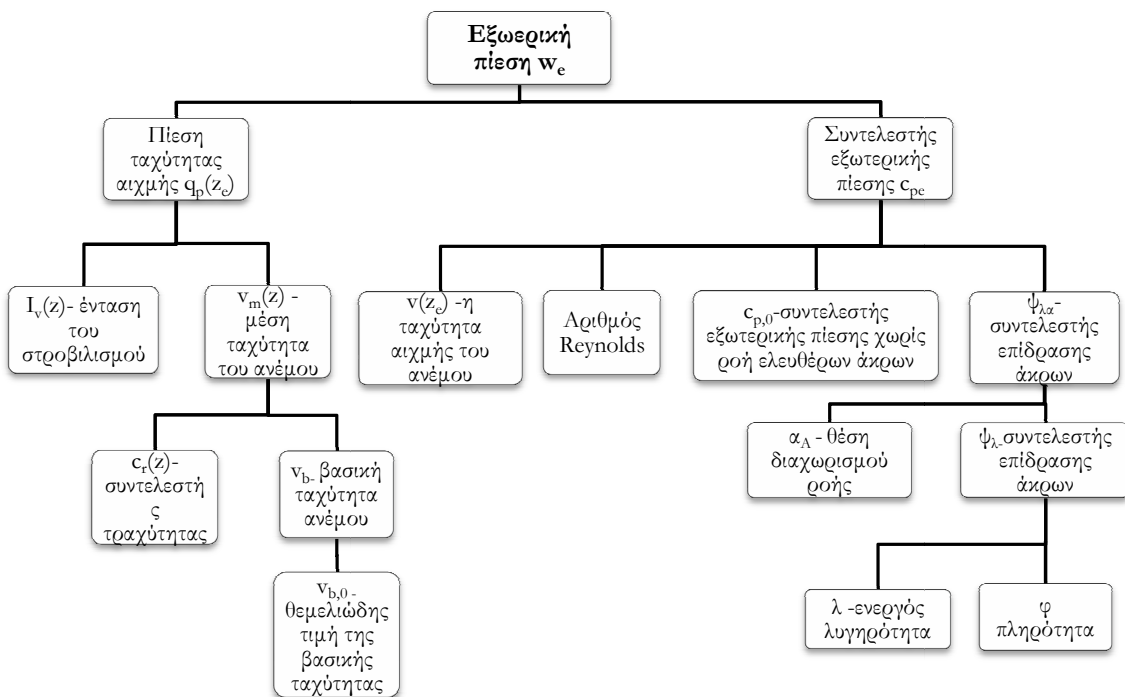 Εξωερική
πίεση we
Πίεση
ταχύτητας
αιχμής qp(ze)
Συντελεστής
εξωτερικής
πίεσης cpe
Iv(z)- ένταση
του
στροβιλισμού
vm(z) -
μέση
ταχύτητα
του ανέμου
v(ze) -η
ταχύτητα
αιχμής του
ανέμου
Αριθμός
Reynolds
cp,0-συντελεστής
εξωτερικής πίεσης χωρίς
ροή ελευθέρων άκρων
ψλα-
συντελεστής
επίδρασης
άκρων
cr(z)-
συντελεστή
ς
τραχύτητας
vb- βασική
ταχύτητα
ανέμου
αA - θέση
διαχωρισμού
ροής
ψλ-συντελεστής
επίδρασης
άκρων
vb,0 -
θεμελιώδης
τιμή της
βασικής
ταχύτητας
λ -ενεργός
λυγηρότητα
φ
πληρότητα